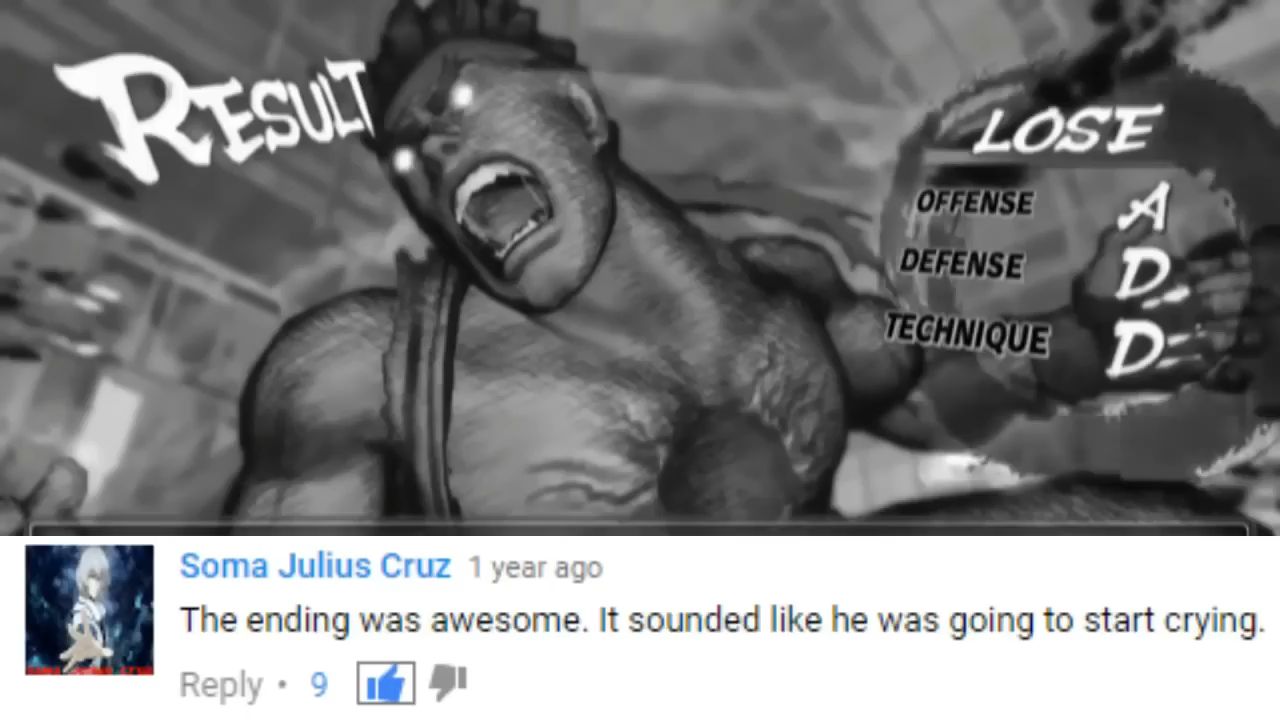 RESULT
LOSE
OFFENSE A
DEFENSE D
TECHNIQUE D
Soma Julius Cruz 1 year ago
The ending was awesome. It sounded like he was going to start crying.
Reply • 9